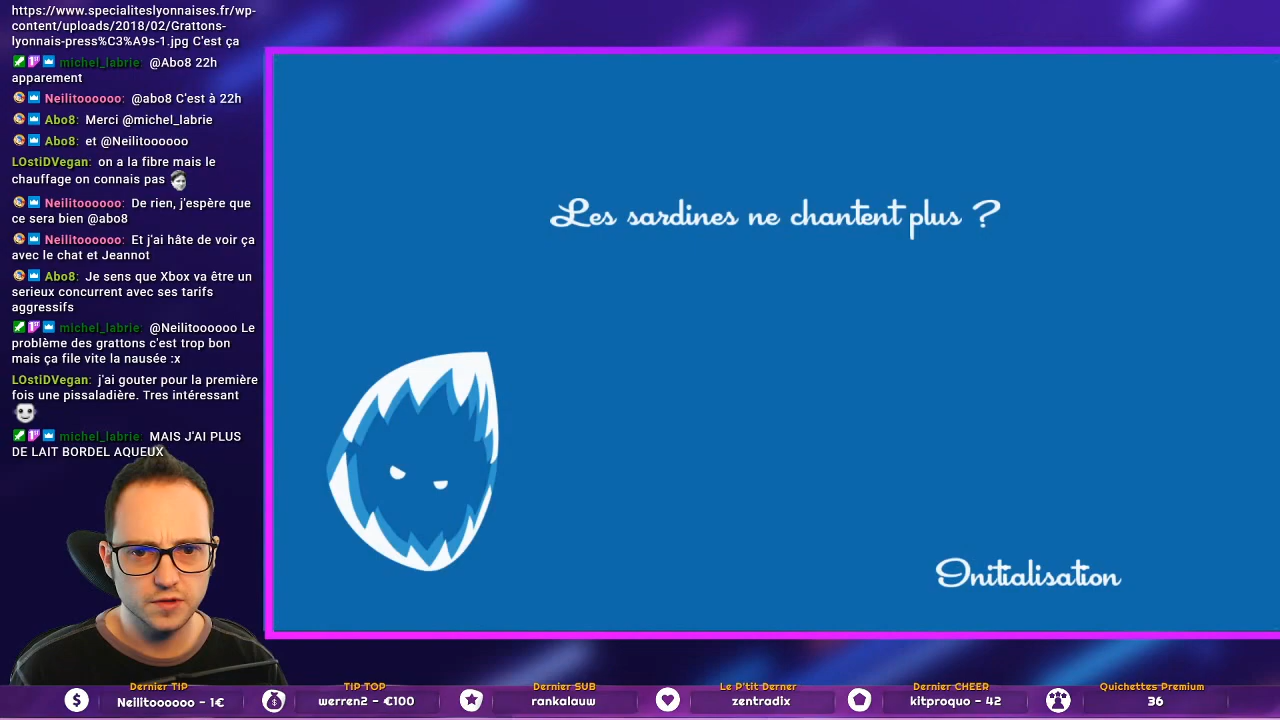 https://www.specialiteslyonnaises.fr/wp-
content/uploads/2018/02/Grattons-
lyonnais-press%C3%A9s-1.jpg C'est ça
michel_labrie: @Abo8 22h
apparement
Neilitoooooo: @abo8 C'est à 22h
Abo8: Merci @michel_labrie
Abo8: et @Neilitoooooo
LOstiDVegan: on a la fibre mais le
chauffage on connais pas
Neilitoooooo: De rien, j'espère que
ce sera bien @abo8
Neilitoooooo: Et j'ai hâte de voir ça
avec le chat et Jeannot
Abo8: Je sens que Xbox va être un
serieux concurrent avec ses tarifs
aggressifs
michel_labrie: @Neilitoooooo Le
problème des grattons c'est trop bon
mais ça file vite la nausée :x
LOstiDVegan: j'ai gouter pour la première
fois une pissaladière. Tres intéressant
michel_labrie: MAIS J'AI PLUS
DE LAIT BORDEL AQUEUX
Les sardines ne chantent plus ?
Initialisation
Dernier TIP
Neilitoooooo - 1€
TIP TOP
werren2 - €100
Dernier SUB
rankalauw
Le P'tit Derner
zentradix
Dernier CHEER
kitproquo - 42
Quichettes Premium
36